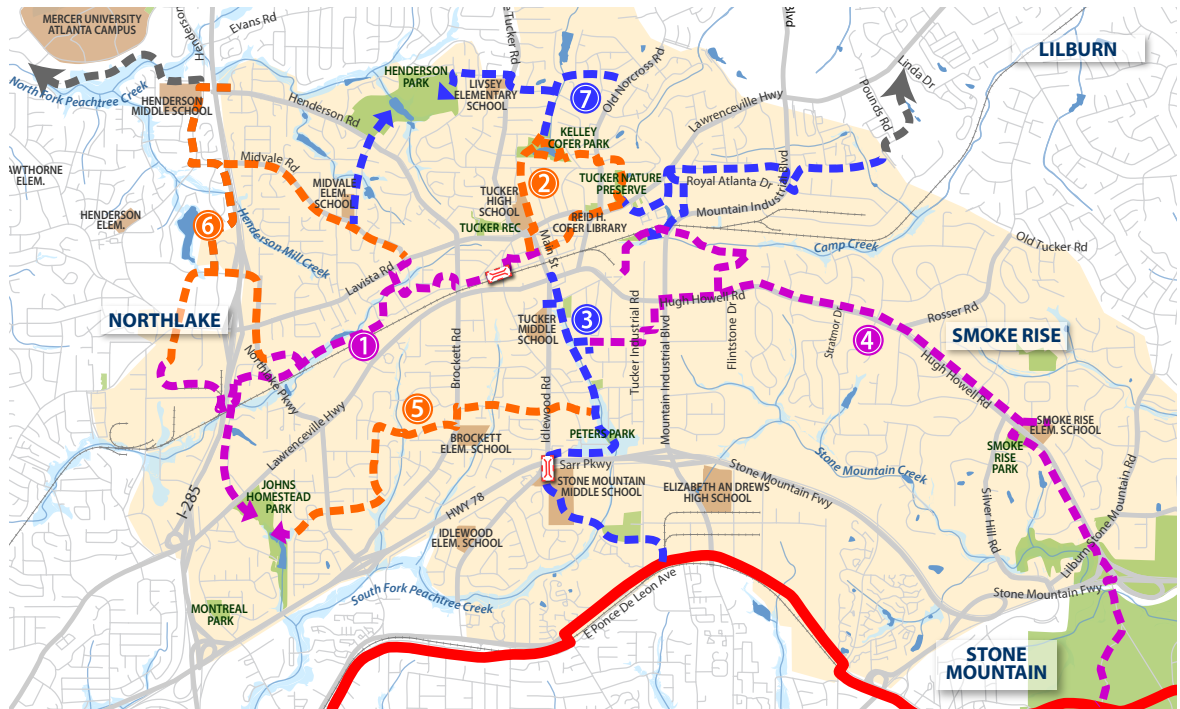 MERCER UNIVERSITY
ATLANTA CAMPUS
Henderson
Evans Rd
Tucker Rd
Blvd
LILBURN
Linda Dr
Pounds Rd
North Fork Peachtree Creek
HENDERSON
MIDDLE SCHOOL
HENDERSON
PARK
LIVSEY
ELEMENTARY
SCHOOL
7
Old Norcross Rd
Lawrenceville Hwy
Henderson Rd
KELLEY
COFER PARK
Midvale Rd
AWTHORNE
ELEM.
MIDVALE
ELEM.
SCHOOL
2
TUCKER NATURE
PRESERVE
Royal Atlanta Dr
Mountain Industrial Blvd
TUCKER
HIGH
SCHOOL
HENDERSON
ELEM.
6
TUCKER REC
REID H.
COFER LIBRARY
Henderson Mill Creek
Main St
Camp Creek
Old Tucker Rd
Lavista Rd
Hugh Howell Rd
NORTHLAKE
TUCKER
MIDDLE
SCHOOL
3
Tucker Industrial Rd
Mountain Industrial Blvd
Flintstone Dr
Stratmor Dr
Rosser Rd
SMOKE RISE
1
4
Northlake Pkwy
Brockett Rd
Idlewood Rd
Hugh Howell Rd
5
Lawrenceville Hwy
BROCKETT
ELEM. SCHOOL
PETERS PARK
SMOKE RISE
ELEM. SCHOOL
SMOKE
RISE
PARK
Sarr Pkwy
Stone Mountain Creek
Stone Mountain Fwy
STONE MOUNTAIN
MIDDLE SCHOOL
ELIZABETH AN DREWS
HIGH SCHOOL
JOHNS
HOMESTEAD
PARK
I-285
HWY 78
IDLEWOOD
ELEM. SCHOOL
Silver Hill Rd
Lilburn Stone Mountain Rd
South Fork Peachtree Creek
E Ponce De Leon Ave
Stone Mountain Fwy
MONTREAL
PARK
STONE
MOUNTAIN